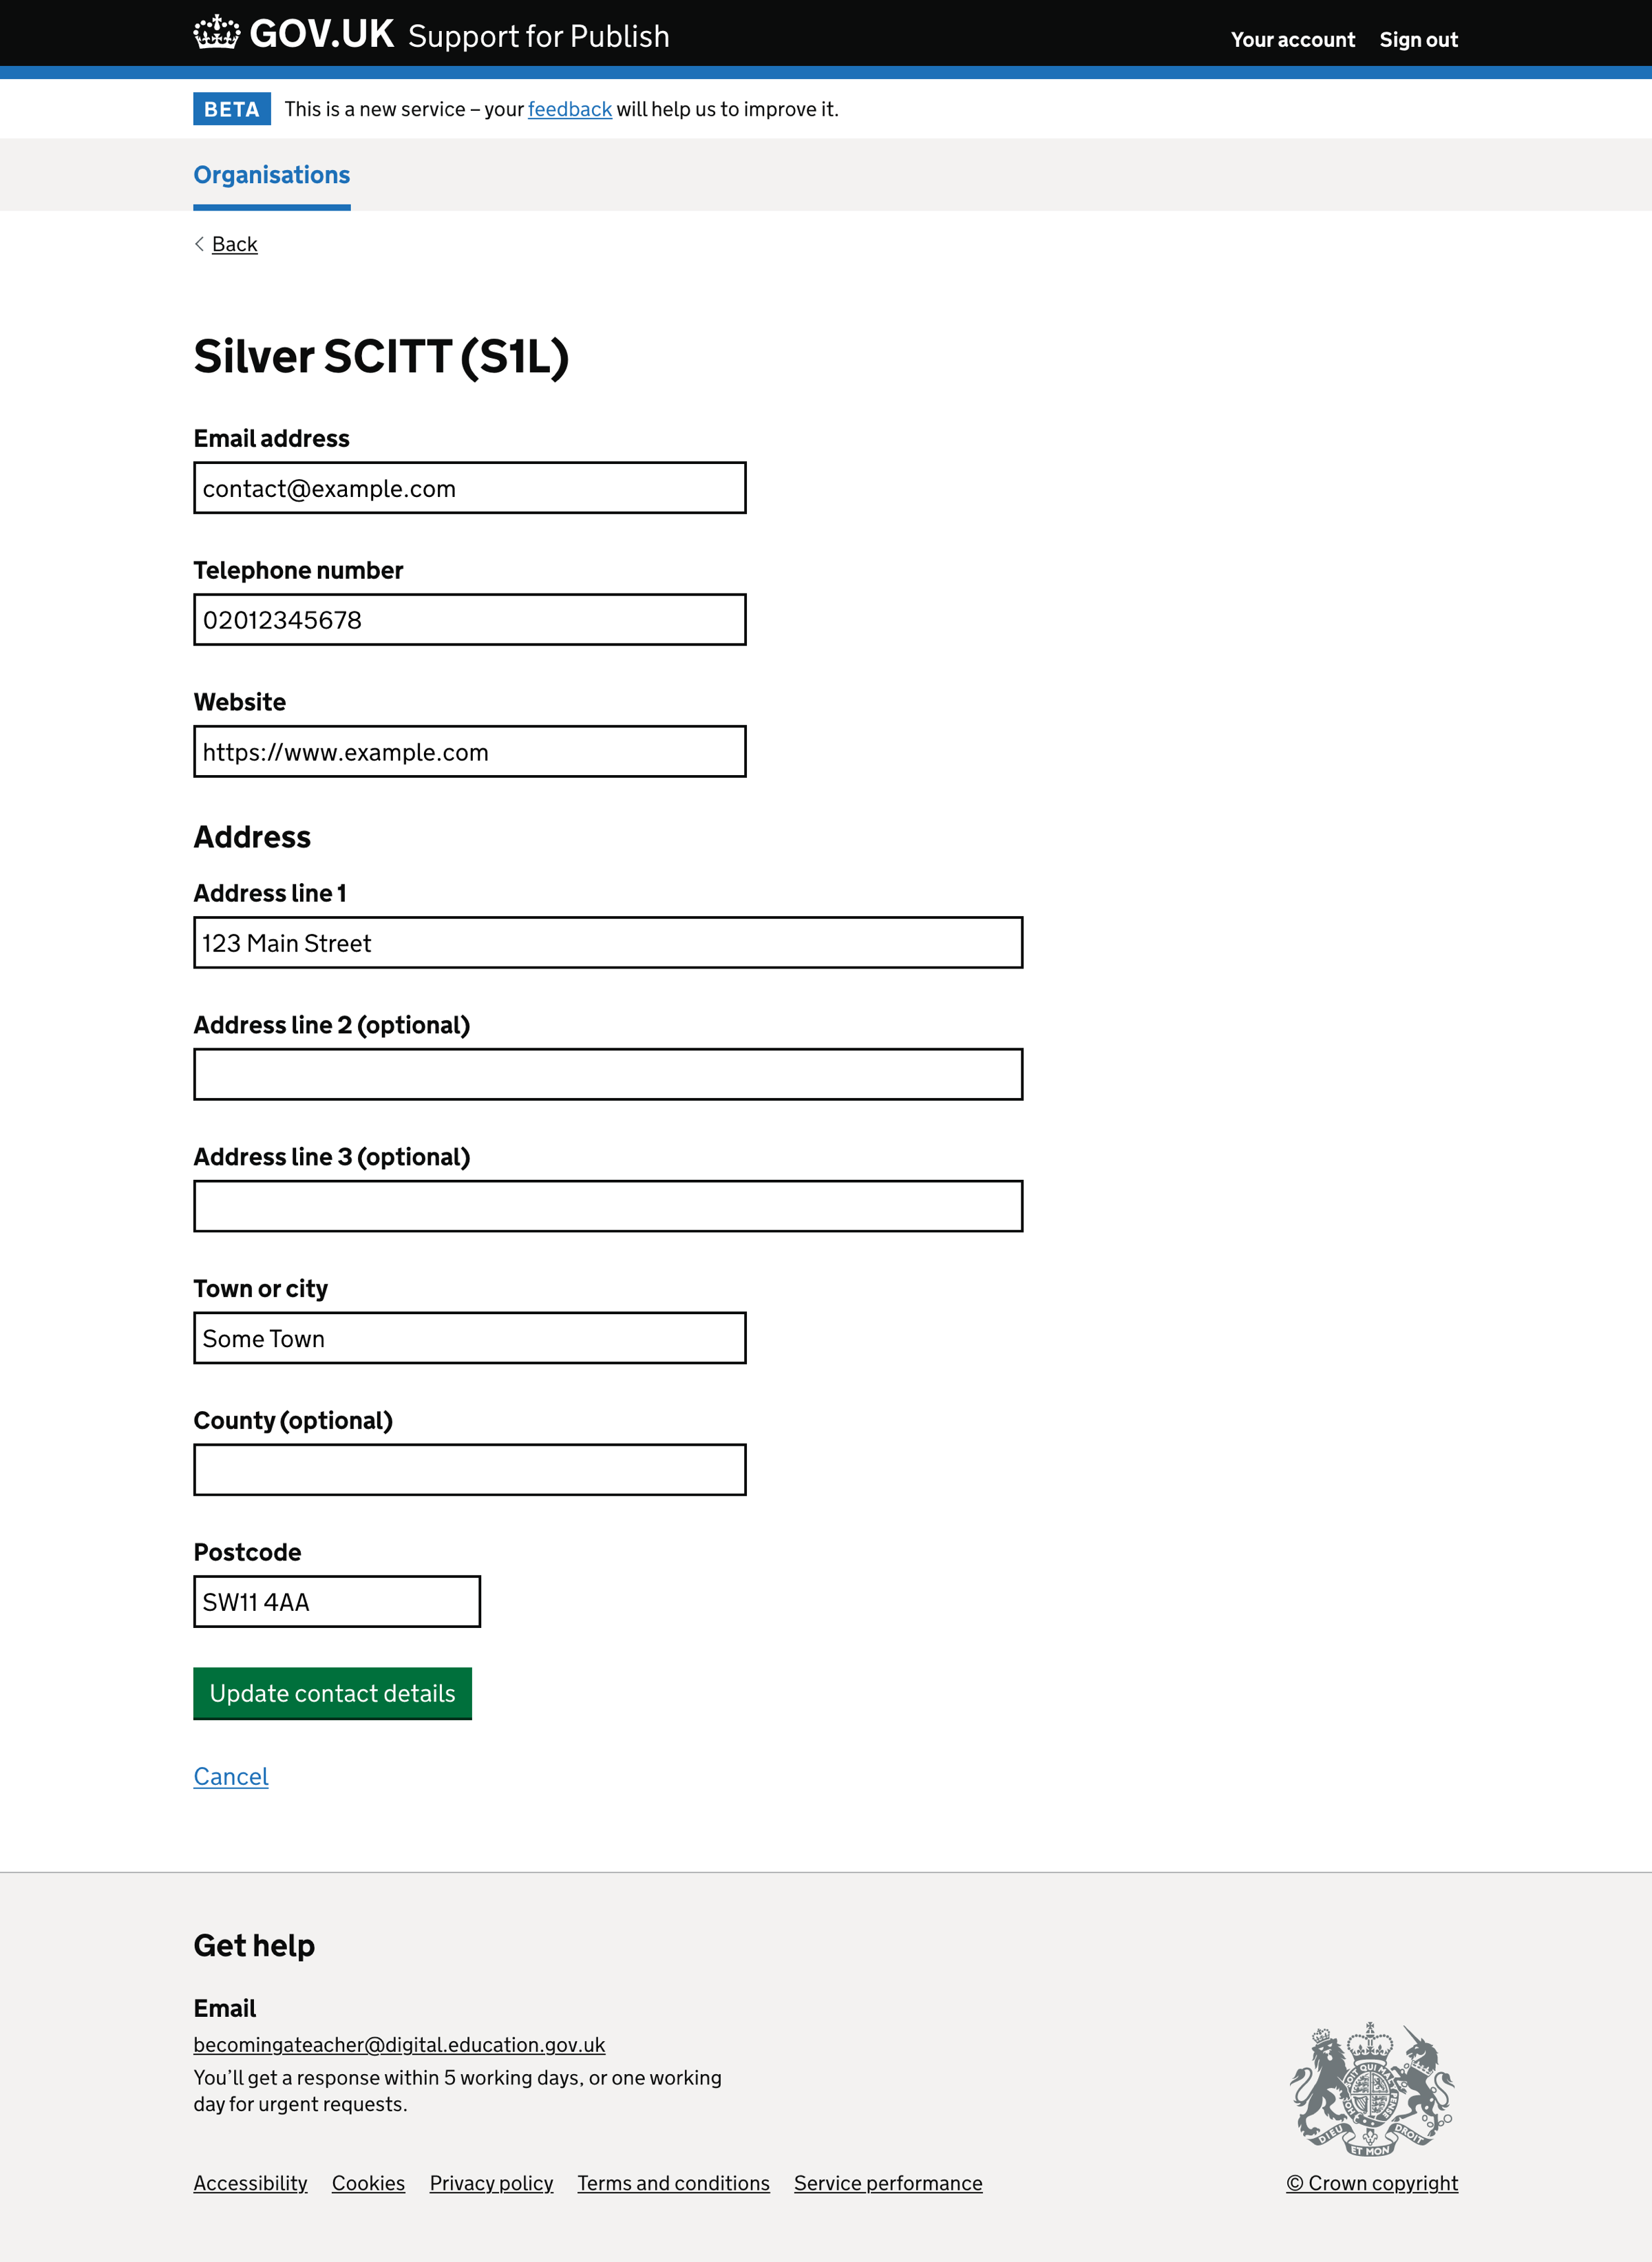 GOV.UK Support for Publish
Your account Sign out
BETA This is a new service – your feedback will help us to improve it.
Organisations
Back
Silver SCITT (S1L)
Email address
contact@example.com
Telephone number
02012345678
Website
https://www.example.com
Address
Address line 1
123 Main Street
Address line 2 (optional)
Address line 3 (optional)
Town or city
Some Town
County (optional)
Postcode
SW11 4AA
Update contact details
Cancel
Get help
Email
becomingateacher@digital.education.gov.uk
You’ll get a response within 5 working days, or one working
day for urgent requests.
DIEU ET MON DROIT
Accessibility Cookies Privacy policy Terms and conditions Service performance
© Crown copyright